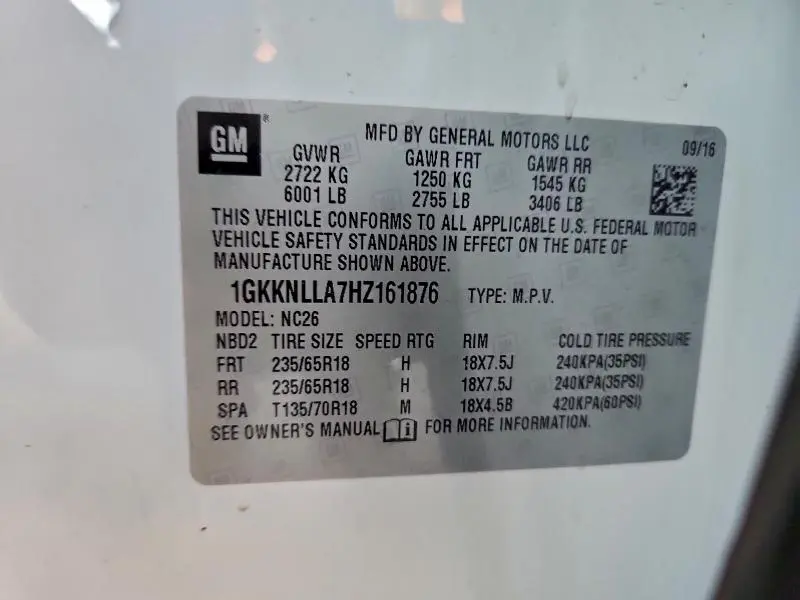 GM ®
MFD BY GENERAL MOTORS LLC 09/16
GVWR GAWR FRT GAWR RR
2722 KG 1250 KG 1545 KG
6001 LB 2755 LB 3406 LB
THIS VEHICLE CONFORMS TO ALL APPLICABLE U.S. FEDERAL MOTOR
VEHICLE SAFETY STANDARDS IN EFFECT ON THE DATE OF
MANUFACTURE SHOWN ABOVE.
1GKKNLLA7HZ161876 TYPE: M.P.V.
MODEL: NC26
NBD2 TIRE SIZE SPEED RTG RIM COLD TIRE PRESSURE
FRT 235/65R18 H 18X7.5J 240KPA(35PSI)
RR 235/65R18 H 18X7.5J 240KPA(35PSI)
SPA T135/70R18 M 18X4.5B 420KPA(60PSI)
SEE OWNER'S MANUAL FOR MORE INFORMATION.